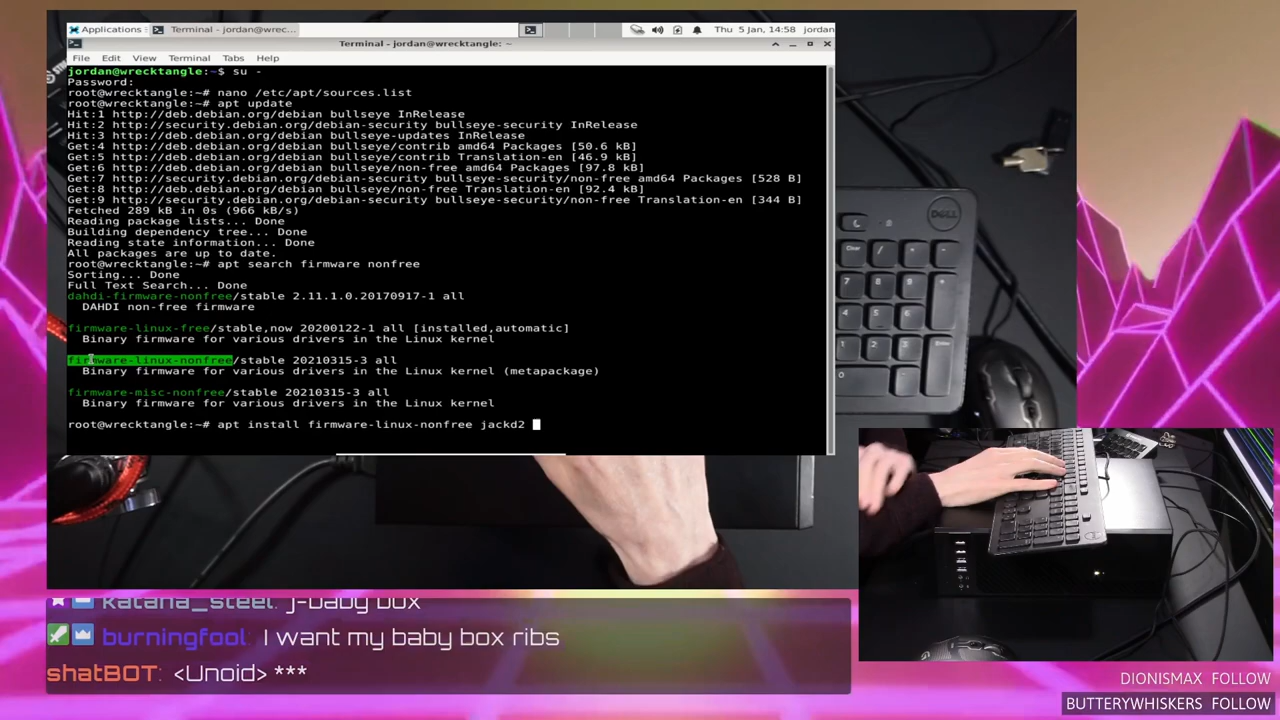 Applications
Terminal - jordan@wrec...
Thu 5 Jan, 14:58
jordan
Terminal - jordan@wrecktangle: ~
File Edit View Terminal Tabs Help
jordan@wrecktangle:~$ su -
Password:
root@wrecktangle:~# nano /etc/apt/sources.list
root@wrecktangle:~# apt update
Hit:1 http://deb.debian.org/debian bullseye InRelease
Hit:2 http://security.debian.org/debian-security bullseye-security InRelease
Hit:3 http://deb.debian.org/debian bullseye-updates InRelease
Get:4 http://deb.debian.org/debian bullseye/contrib amd64 Packages [50.6 kB]
Get:5 http://deb.debian.org/debian bullseye/contrib Translation-en [46.9 kB]
Get:6 http://deb.debian.org/debian bullseye/non-free amd64 Packages [97.8 kB]
Get:7 http://security.debian.org/debian-security bullseye-security/non-free amd64 Packages [528 B]
Get:8 http://deb.debian.org/debian bullseye/non-free Translation-en [92.4 kB]
Get:9 http://security.debian.org/debian-security bullseye-security/non-free Translation-en [344 B]
Fetched 289 kB in 0s (966 kB/s)
Reading package lists... Done
Building dependency tree... Done
Reading state information... Done
All packages are up to date.
root@wrecktangle:~# apt search firmware nonfree
Sorting... Done
Full Text Search... Done
dahdi-firmware-nonfree/stable 2.11.1.0.20170917-1 all
DAHDI non-free firmware
firmware-linux-free/stable,now 20200122-1 all [installed,automatic]
Binary firmware for various drivers in the Linux kernel
firmware-linux-nonfree/stable 20210315-3 all
Binary firmware for various drivers in the Linux kernel (metapackage)
firmware-misc-nonfree/stable 20210315-3 all
Binary firmware for various drivers in the Linux kernel
root@wrecktangle:~# apt install firmware-linux-nonfree jackd2
DELL
katana_steel: j-baby box
burningfool: I want my baby box ribs
shatBOT: <Unoid> ***
DIONISMAX FOLLOW
BUTTERYWHISKERS FOLLOW